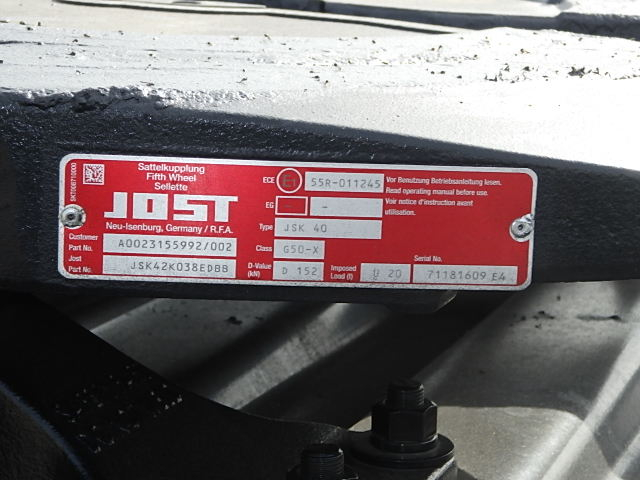 SKT00871000
Sattelkupplung
Fifth Wheel
Sellette
JOST
Neu-Isenburg, Germany / R.F.A.
Customer
Part No. A0023155992/002
Jost
Part No. JSK42K038EDBB
ECE E1 55R-011245
EG - -
Type JSK 40
Class G50-X
D-Value
(kN) D 152
Imposed
Load (t) U 20
Vor Benutzung Betriebsanleitung lesen.
Read operating manual before use.
Voir notice d'instruction avant
utilisation.
Serial No.
71181609 E4